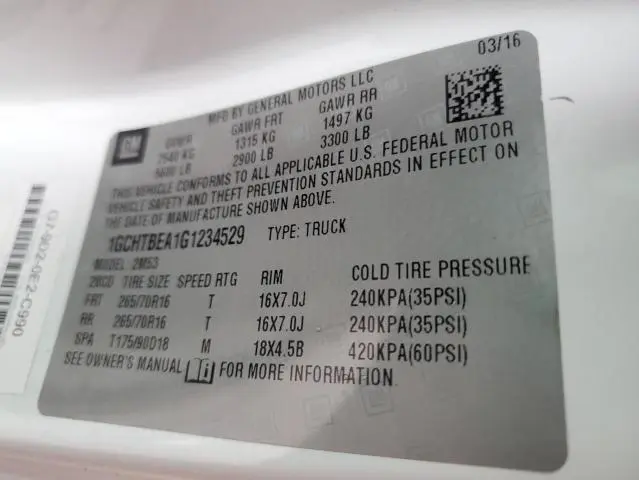 03/16
MFD BY GENERAL MOTORS LLC
GM
GVWR GAWR FRT GAWR RR
2540 KG 1315 KG 1497 KG
5600 LB 2900 LB 3300 LB
THIS VEHICLE CONFORMS TO ALL APPLICABLE U.S. FEDERAL MOTOR
VEHICLE SAFETY AND THEFT PREVENTION STANDARDS IN EFFECT ON
THE DATE OF MANUFACTURE SHOWN ABOVE.
1GCHTBEA1G1234529 TYPE: TRUCK
MODEL: 2M53
TIRE SIZE SPEED RTG RIM COLD TIRE PRESSURE
FRT 265/70R16 T 16X7.0J 240KPA(35PSI)
RR 265/70R16 T 16X7.0J 240KPA(35PSI)
SPA T175/90D18 M 18X4.5B 420KPA(60PSI)
SEE OWNER'S MANUAL FOR MORE INFORMATION.